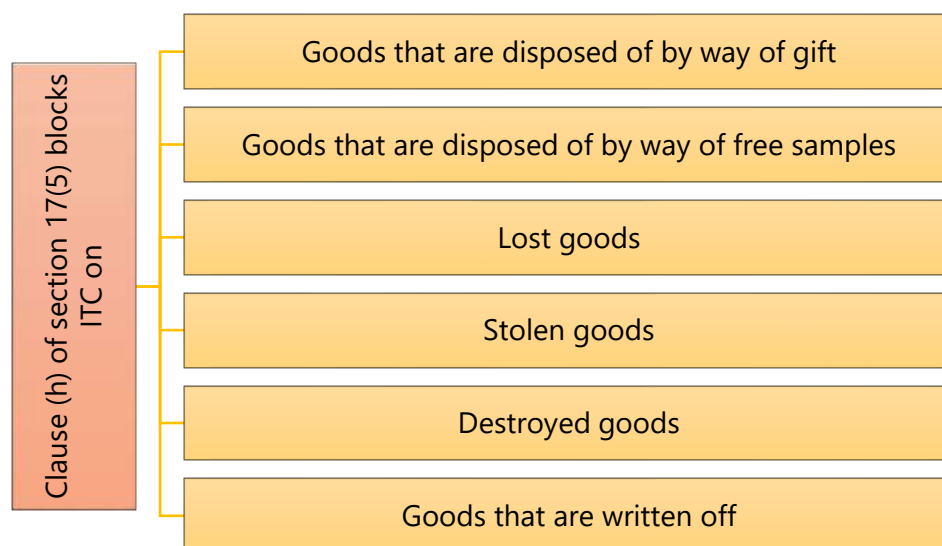 Clause (h) of section 17(5) blocks
ITC on
Goods that are disposed of by way of gift
Goods that are disposed of by way of free samples
Lost goods
Stolen goods
Destroyed goods
Goods that are written off